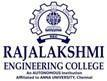 RAJALAKSHMI
ENGINEERING COLLEGE
An AUTONOMOUS Institution
Affiliated to ANNA UNIVERSITY, Chennai